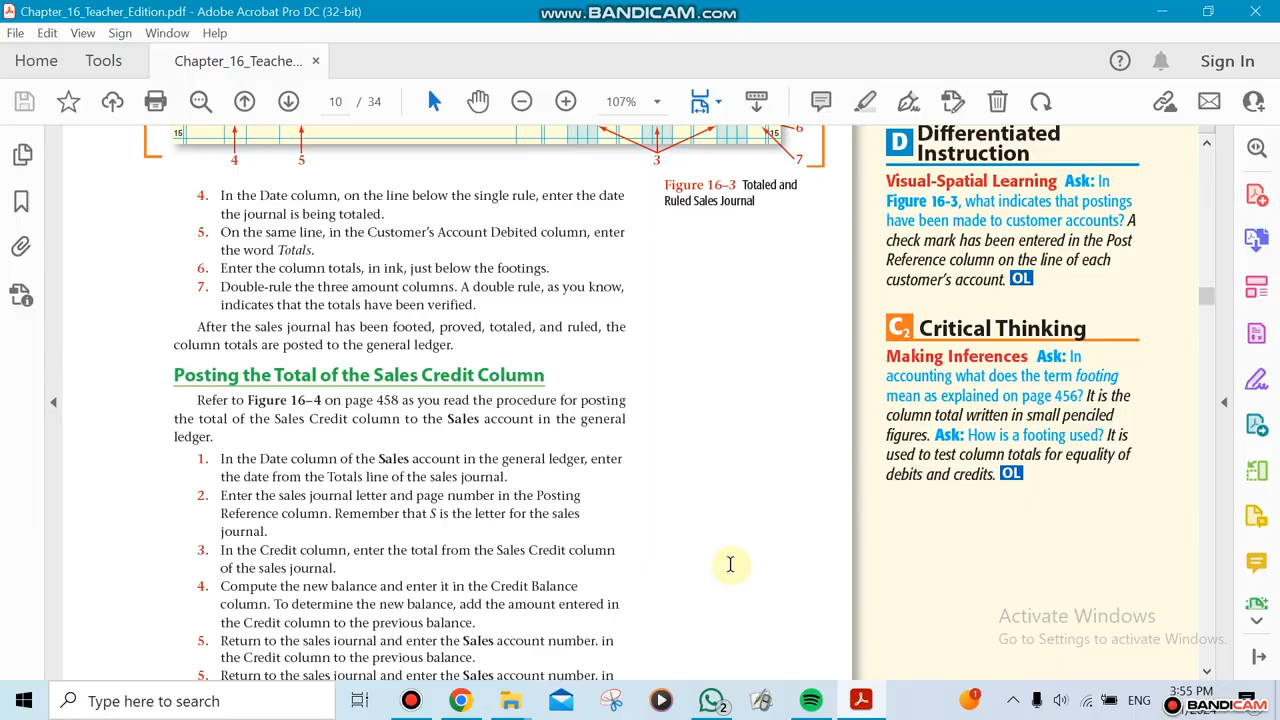 Chapter_16_Teacher_Edition.pdf - Adobe Acrobat Pro DC (32-bit)
www.BANDICAM.com
File Edit View Sign Window Help
Home Tools Chapter_16_Teache... × Sign In
10 / 34 107%
15 15 6
4 5 3 7
4. In the Date column, on the line below the single rule, enter the date
the journal is being totaled.
5. On the same line, in the Customer's Account Debited column, enter
the word Totals.
6. Enter the column totals, in ink, just below the footings.
7. Double-rule the three amount columns. A double rule, as you know,
indicates that the totals have been verified.
After the sales journal has been footed, proved, totaled, and ruled, the
column totals are posted to the general ledger.
Figure 16–3 Totaled and
Ruled Sales Journal
Posting the Total of the Sales Credit Column
Refer to Figure 16–4 on page 458 as you read the procedure for posting
the total of the Sales Credit column to the Sales account in the general
ledger.
1. In the Date column of the Sales account in the general ledger, enter
the date from the Totals line of the sales journal.
2. Enter the sales journal letter and page number in the Posting
Reference column. Remember that S is the letter for the sales
journal.
3. In the Credit column, enter the total from the Sales Credit column
of the sales journal.
4. Compute the new balance and enter it in the Credit Balance
column. To determine the new balance, add the amount entered in
the Credit column to the previous balance.
5. Return to the sales journal and enter the Sales account number, in
the Credit column to the previous balance.
5. Return to the sales journal and enter the Sales account number, in
D Differentiated
Instruction
Visual-Spatial Learning Ask: In
Figure 16-3, what indicates that postings
have been made to customer accounts? A
check mark has been entered in the Post
Reference column on the line of each
customer's account. OL
C2 Critical Thinking
Making Inferences Ask: In
accounting what does the term footing
mean as explained on page 456? It is the
column total written in small penciled
figures. Ask: How is a footing used? It is
used to test column totals for equality of
debits and credits. OL
Activate Windows
Go to Settings to activate Windows.
Type here to search
2
1
ENG
3:55 PM
BANDICAM